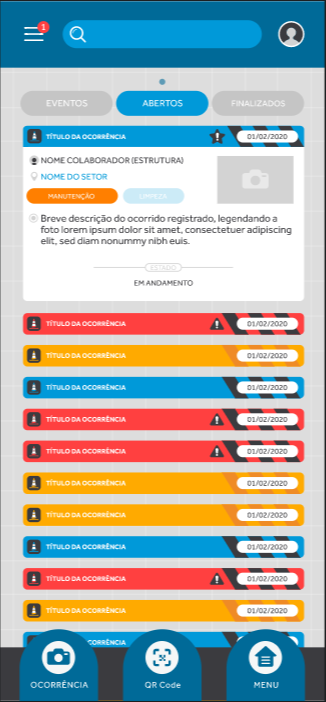 1
EVENTOS ABERTOS FINALIZADOS
TÍTULO DA OCORRÊNCIA 01/02/2020
NOME COLABORADOR (ESTRUTURA)
NOME DO SETOR
MANUTENÇÃO LIMPEZA
Breve descrição do ocorrido registrado, legendando a
foto lorem ipsum dolor sit amet, consectetuer adipiscing
elit, sed diam nonummy nibh euis.
ESTADO
EM ANDAMENTO
TÍTULO DA OCORRÊNCIA 01/02/2020
TÍTULO DA OCORRÊNCIA 01/02/2020
TÍTULO DA OCORRÊNCIA 01/02/2020
TÍTULO DA OCORRÊNCIA 01/02/2020
TÍTULO DA OCORRÊNCIA 01/02/2020
TÍTULO DA OCORRÊNCIA 01/02/2020
TÍTULO DA OCORRÊNCIA 01/02/2020
TÍTULO DA OCORRÊNCIA 01/02/2020
TÍTULO DA OCORRÊNCIA 01/02/2020
TÍTULO DA OCORRÊNCIA 01/02/2020
TÍTULO DA OCORRÊNCIA 01/02/2020
OCORRÊNCIA QR Code MENU